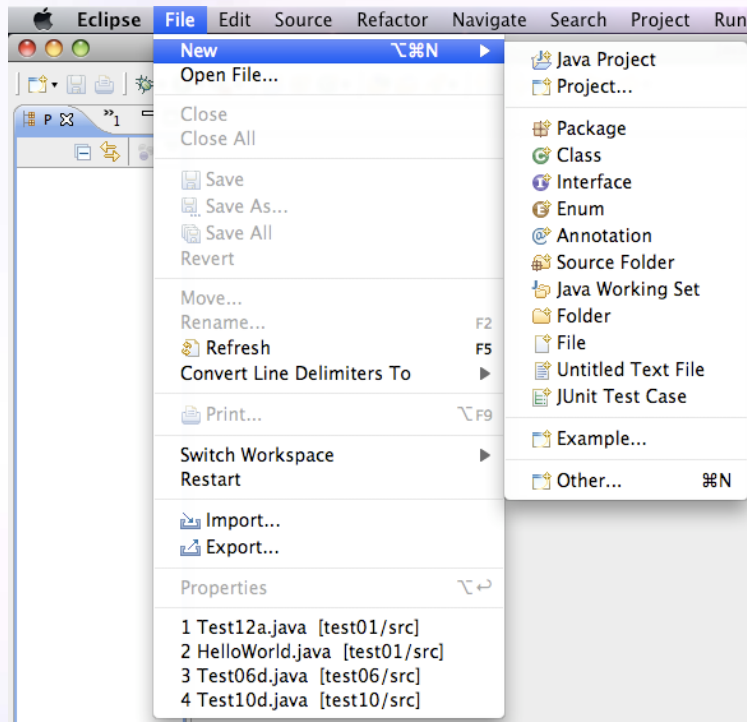 Eclipse File Edit Source Refactor Navigate Search Project Run
New ⌥⌘N
Open File...
P
»1
Close
Close All
Save
Save As...
Save All
Revert
Move...
Rename... F2
Refresh F5
Convert Line Delimiters To
Print... ⌥F9
Switch Workspace
Restart
Import...
Export...
Properties ⌥↩
1 Test12a.java [test01/src]
2 HelloWorld.java [test01/src]
3 Test06d.java [test06/src]
4 Test10d.java [test10/src]
Java Project
Project...
Package
Class
Interface
Enum
Annotation
Source Folder
Java Working Set
Folder
File
Untitled Text File
JUnit Test Case
Example...
Other... ⌘N